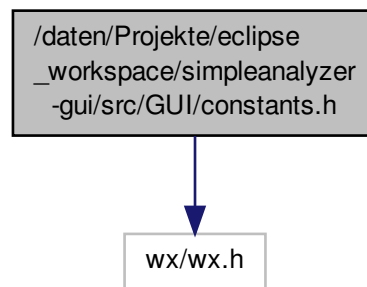 /daten/Projekte/eclipse
_workspace/simpleanalyzer
-gui/src/GUI/constants.h
wx/wx.h